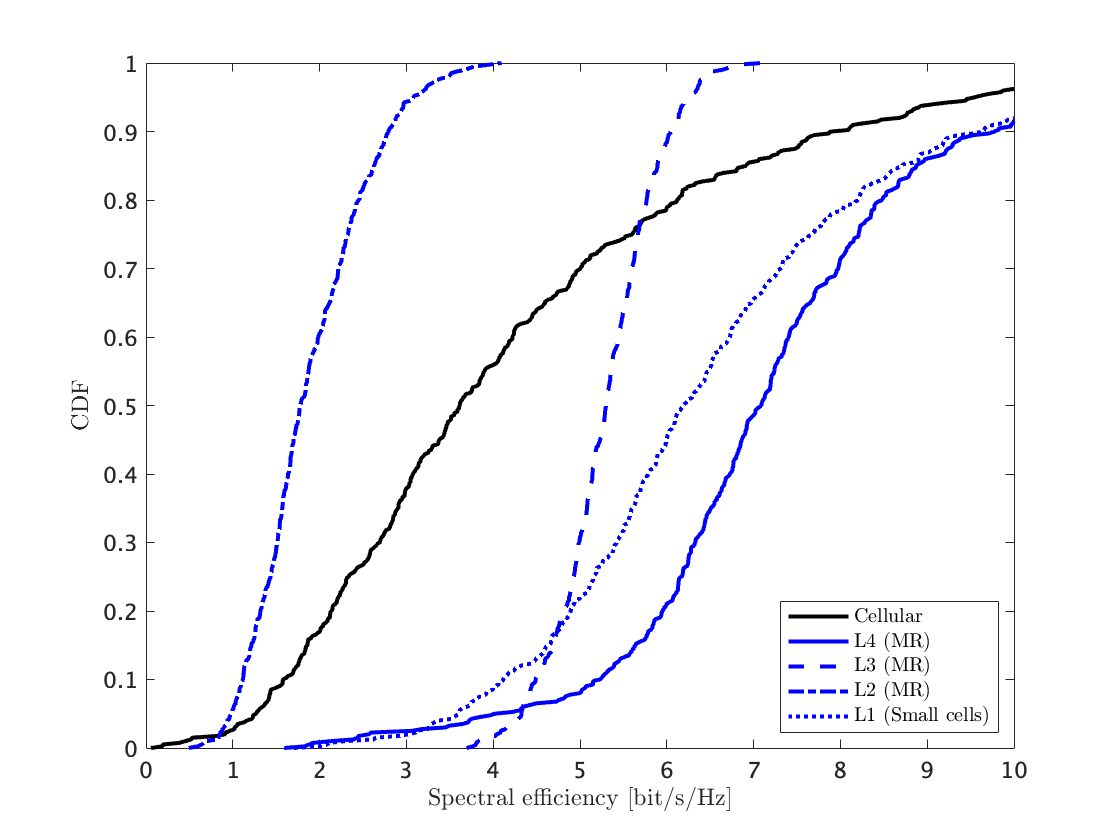 1
0.9
0.8
0.7
0.6
0.5
0.4
0.3
0.2
0.1
0
CDF
0 1 2 3 4 5 6 7 8 9 10
Spectral efficiency [bit/s/Hz]
Cellular
L4 (MR)
L3 (MR)
L2 (MR)
L1 (Small cells)